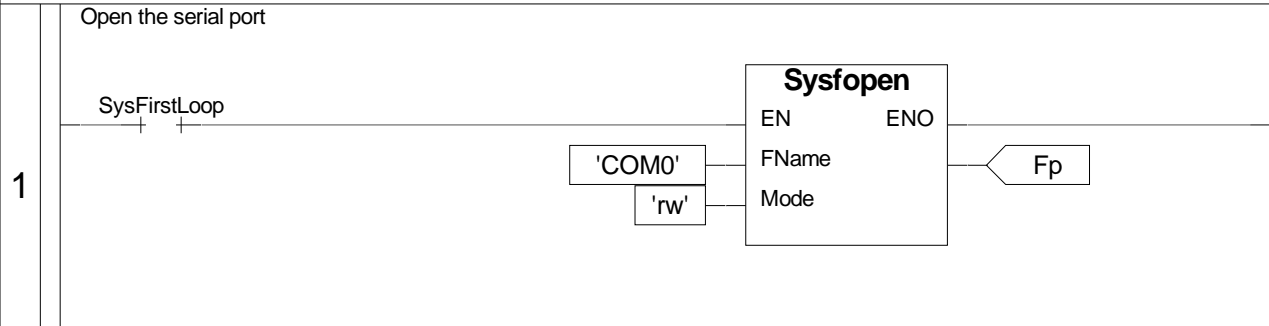 Open the serial port
Sysfopen
SysFirstLoop
EN ENO
'COM0' FName Fp
1
'rw' Mode